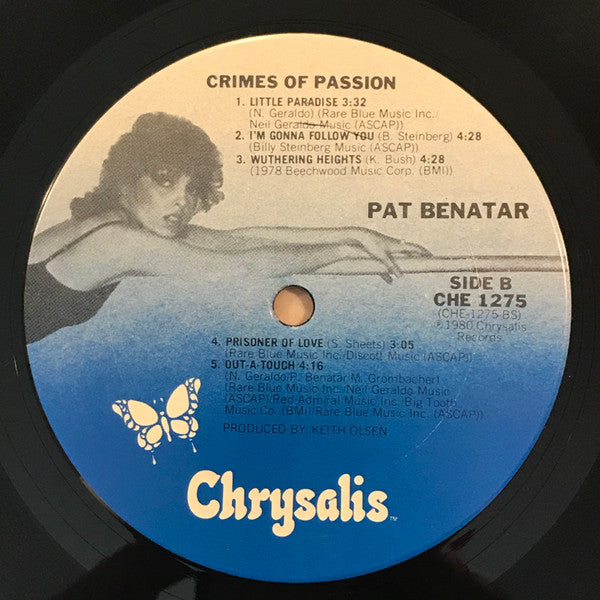 CRIMES OF PASSION
1. LITTLE PARADISE 3:32
(N. Geraldo) (Rare Blue Music Inc./
Neil Geraldo Music (ASCAP))
2. I'M GONNA FOLLOW YOU (B. Steinberg) 4:28
(Billy Steinberg Music (ASCAP))
3. WUTHERING HEIGHTS (K. Bush) 4:28
(1978 Beechwood Music Corp. (BMI))
PAT BENATAR
SIDE B
CHE 1275
(CHE-1275-BS)
℗1980 Chrysalis
Records
4. PRISONER OF LOVE (S. Sheets) 3:05
(Rare Blue Music Inc./Discott Music (ASCAP))
5. OUT-A-TOUCH 4:16
(N. Geraldo/P. Benatar/M. Grombacher)
(Rare Blue Music Inc./Neil Geraldo Music
(ASCAP)/Red Admiral Music Inc. Big Tooth
Music Co. (BMI)/Rare Blue Music Inc. (ASCAP))
PRODUCED BY: KEITH OLSEN
Chrysalis TM